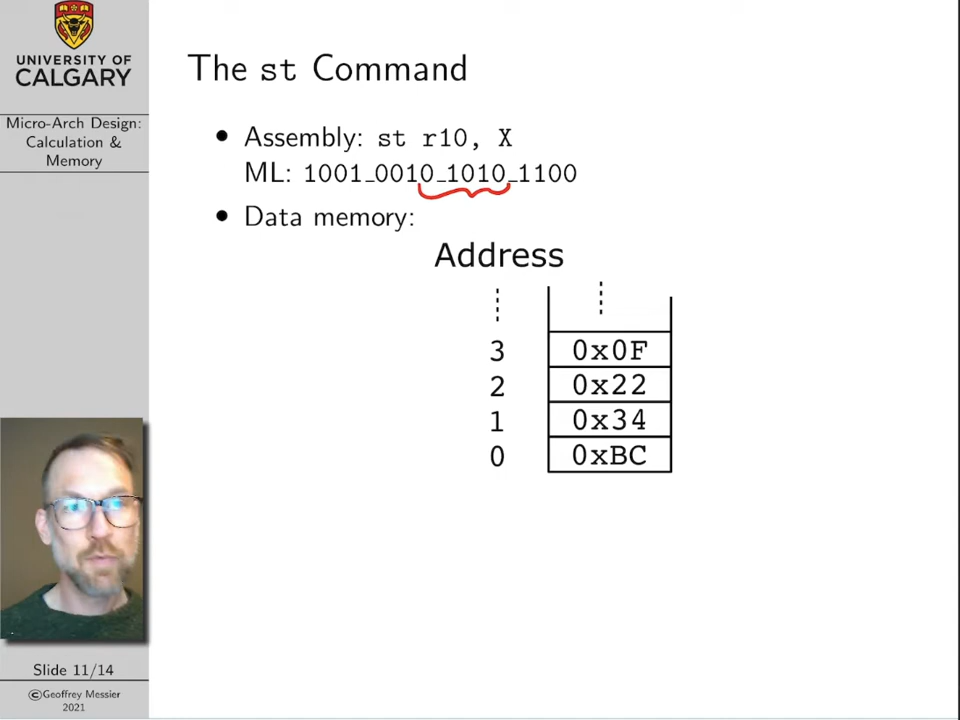 UNIVERSITY OF
CALGARY
Micro-Arch Design:
Calculation &
Memory
The st Command
• Assembly: st r10, X
ML: 1001_0010_1010_1100
• Data memory:
Address
3 0x0F
2 0x22
1 0x34
0 0xBC
Slide 11/14
©Geoffrey Messier
2021